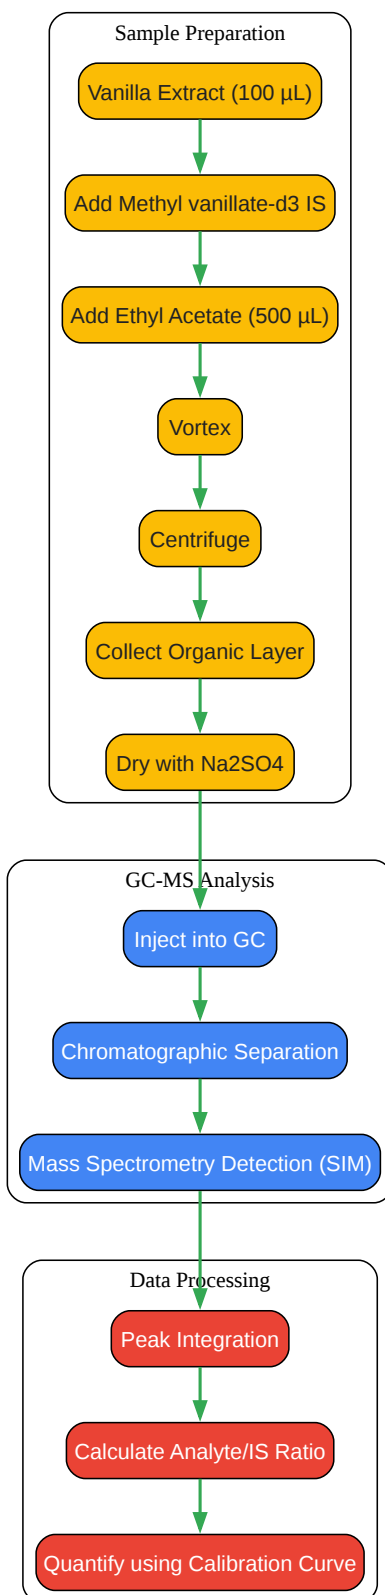 Sample Preparation
Vanilla Extract (100 µL)
Add Methyl vanillate-d3 IS
Add Ethyl Acetate (500 µL)
Vortex
Centrifuge
Collect Organic Layer
Dry with Na2SO4
GC-MS Analysis
Inject into GC
Chromatographic Separation
Mass Spectrometry Detection (SIM)
Data Processing
Peak Integration
Calculate Analyte/IS Ratio
Quantify using Calibration Curve